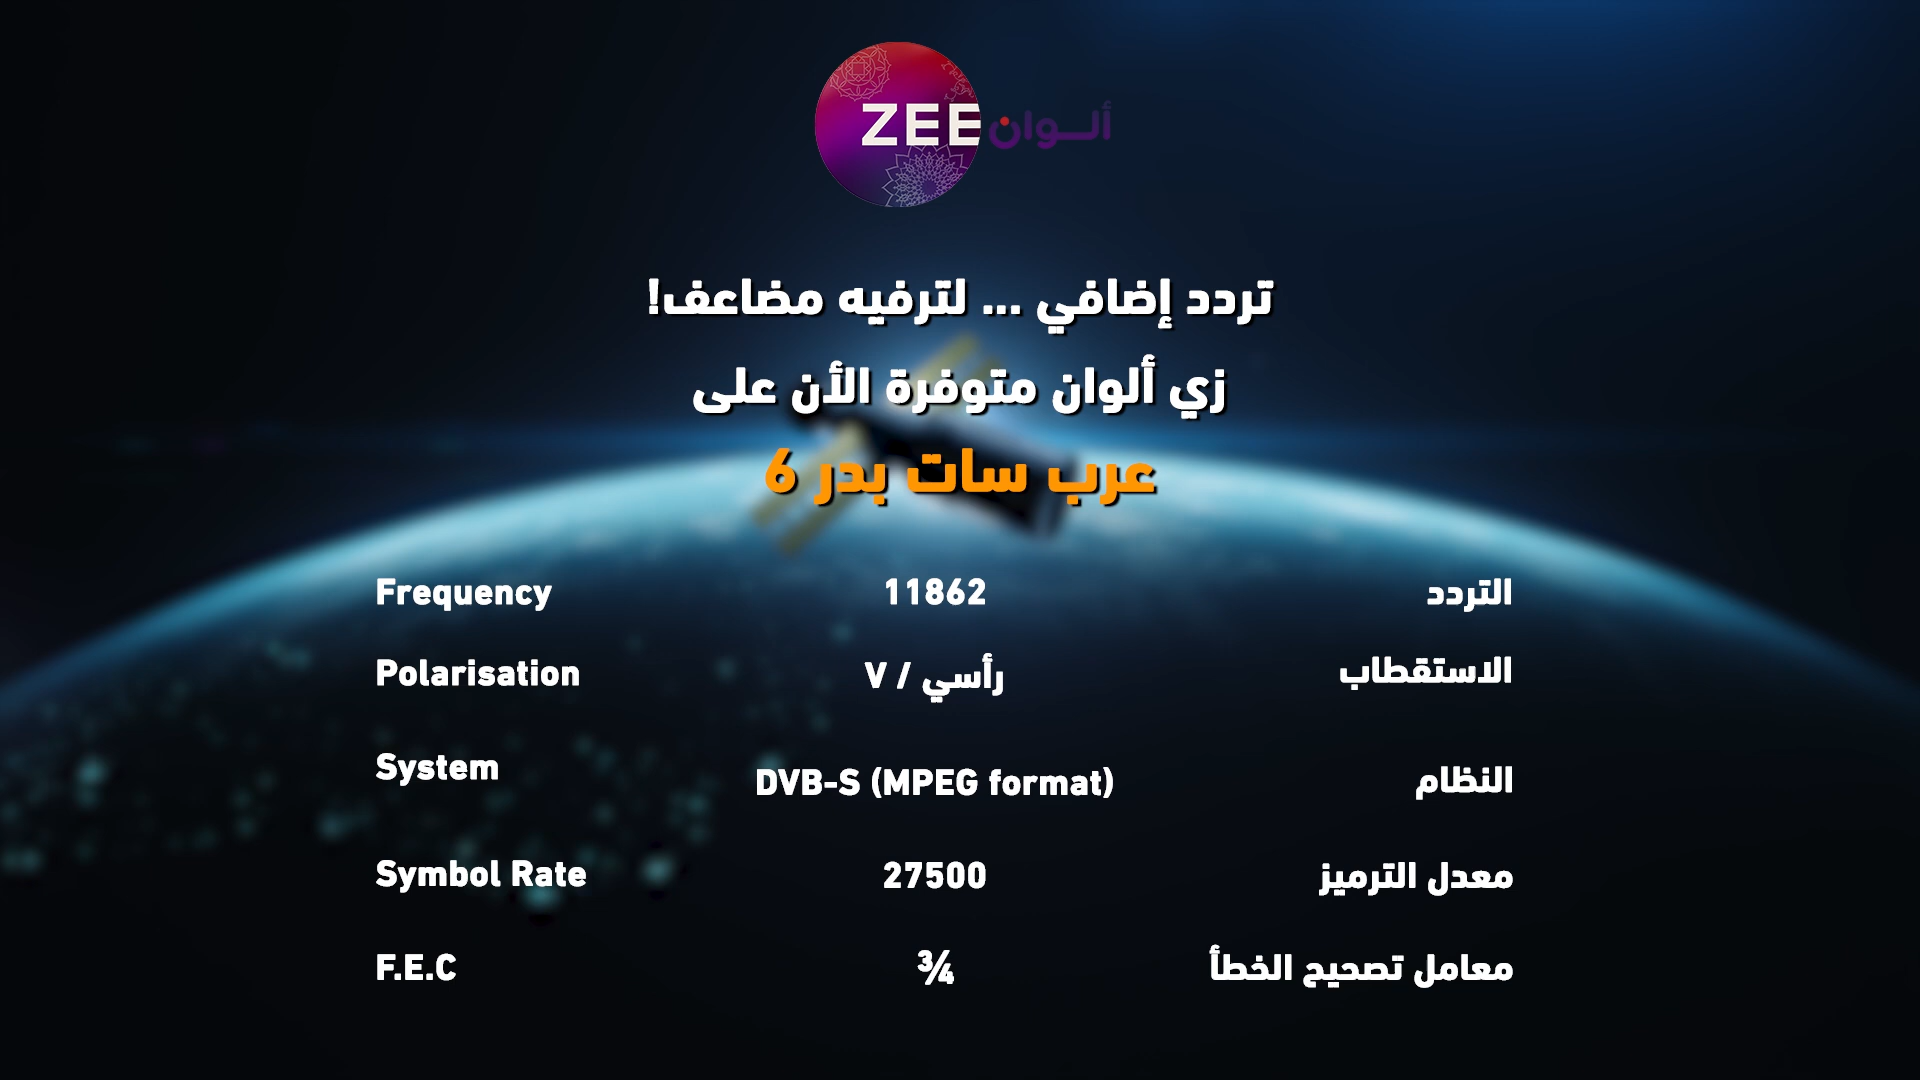 ZEE ألوان
تردد إضافي ... لترفيه مضاعف!
زي ألوان متوفرة الأن على
عرب سات بدر 6
Frequency 11862 التردد
Polarisation رأسي / V الاستقطاب
System DVB-S (MPEG format) النظام
Symbol Rate 27500 معدل الترميز
F.E.C ¾ معامل تصحيح الخطأ